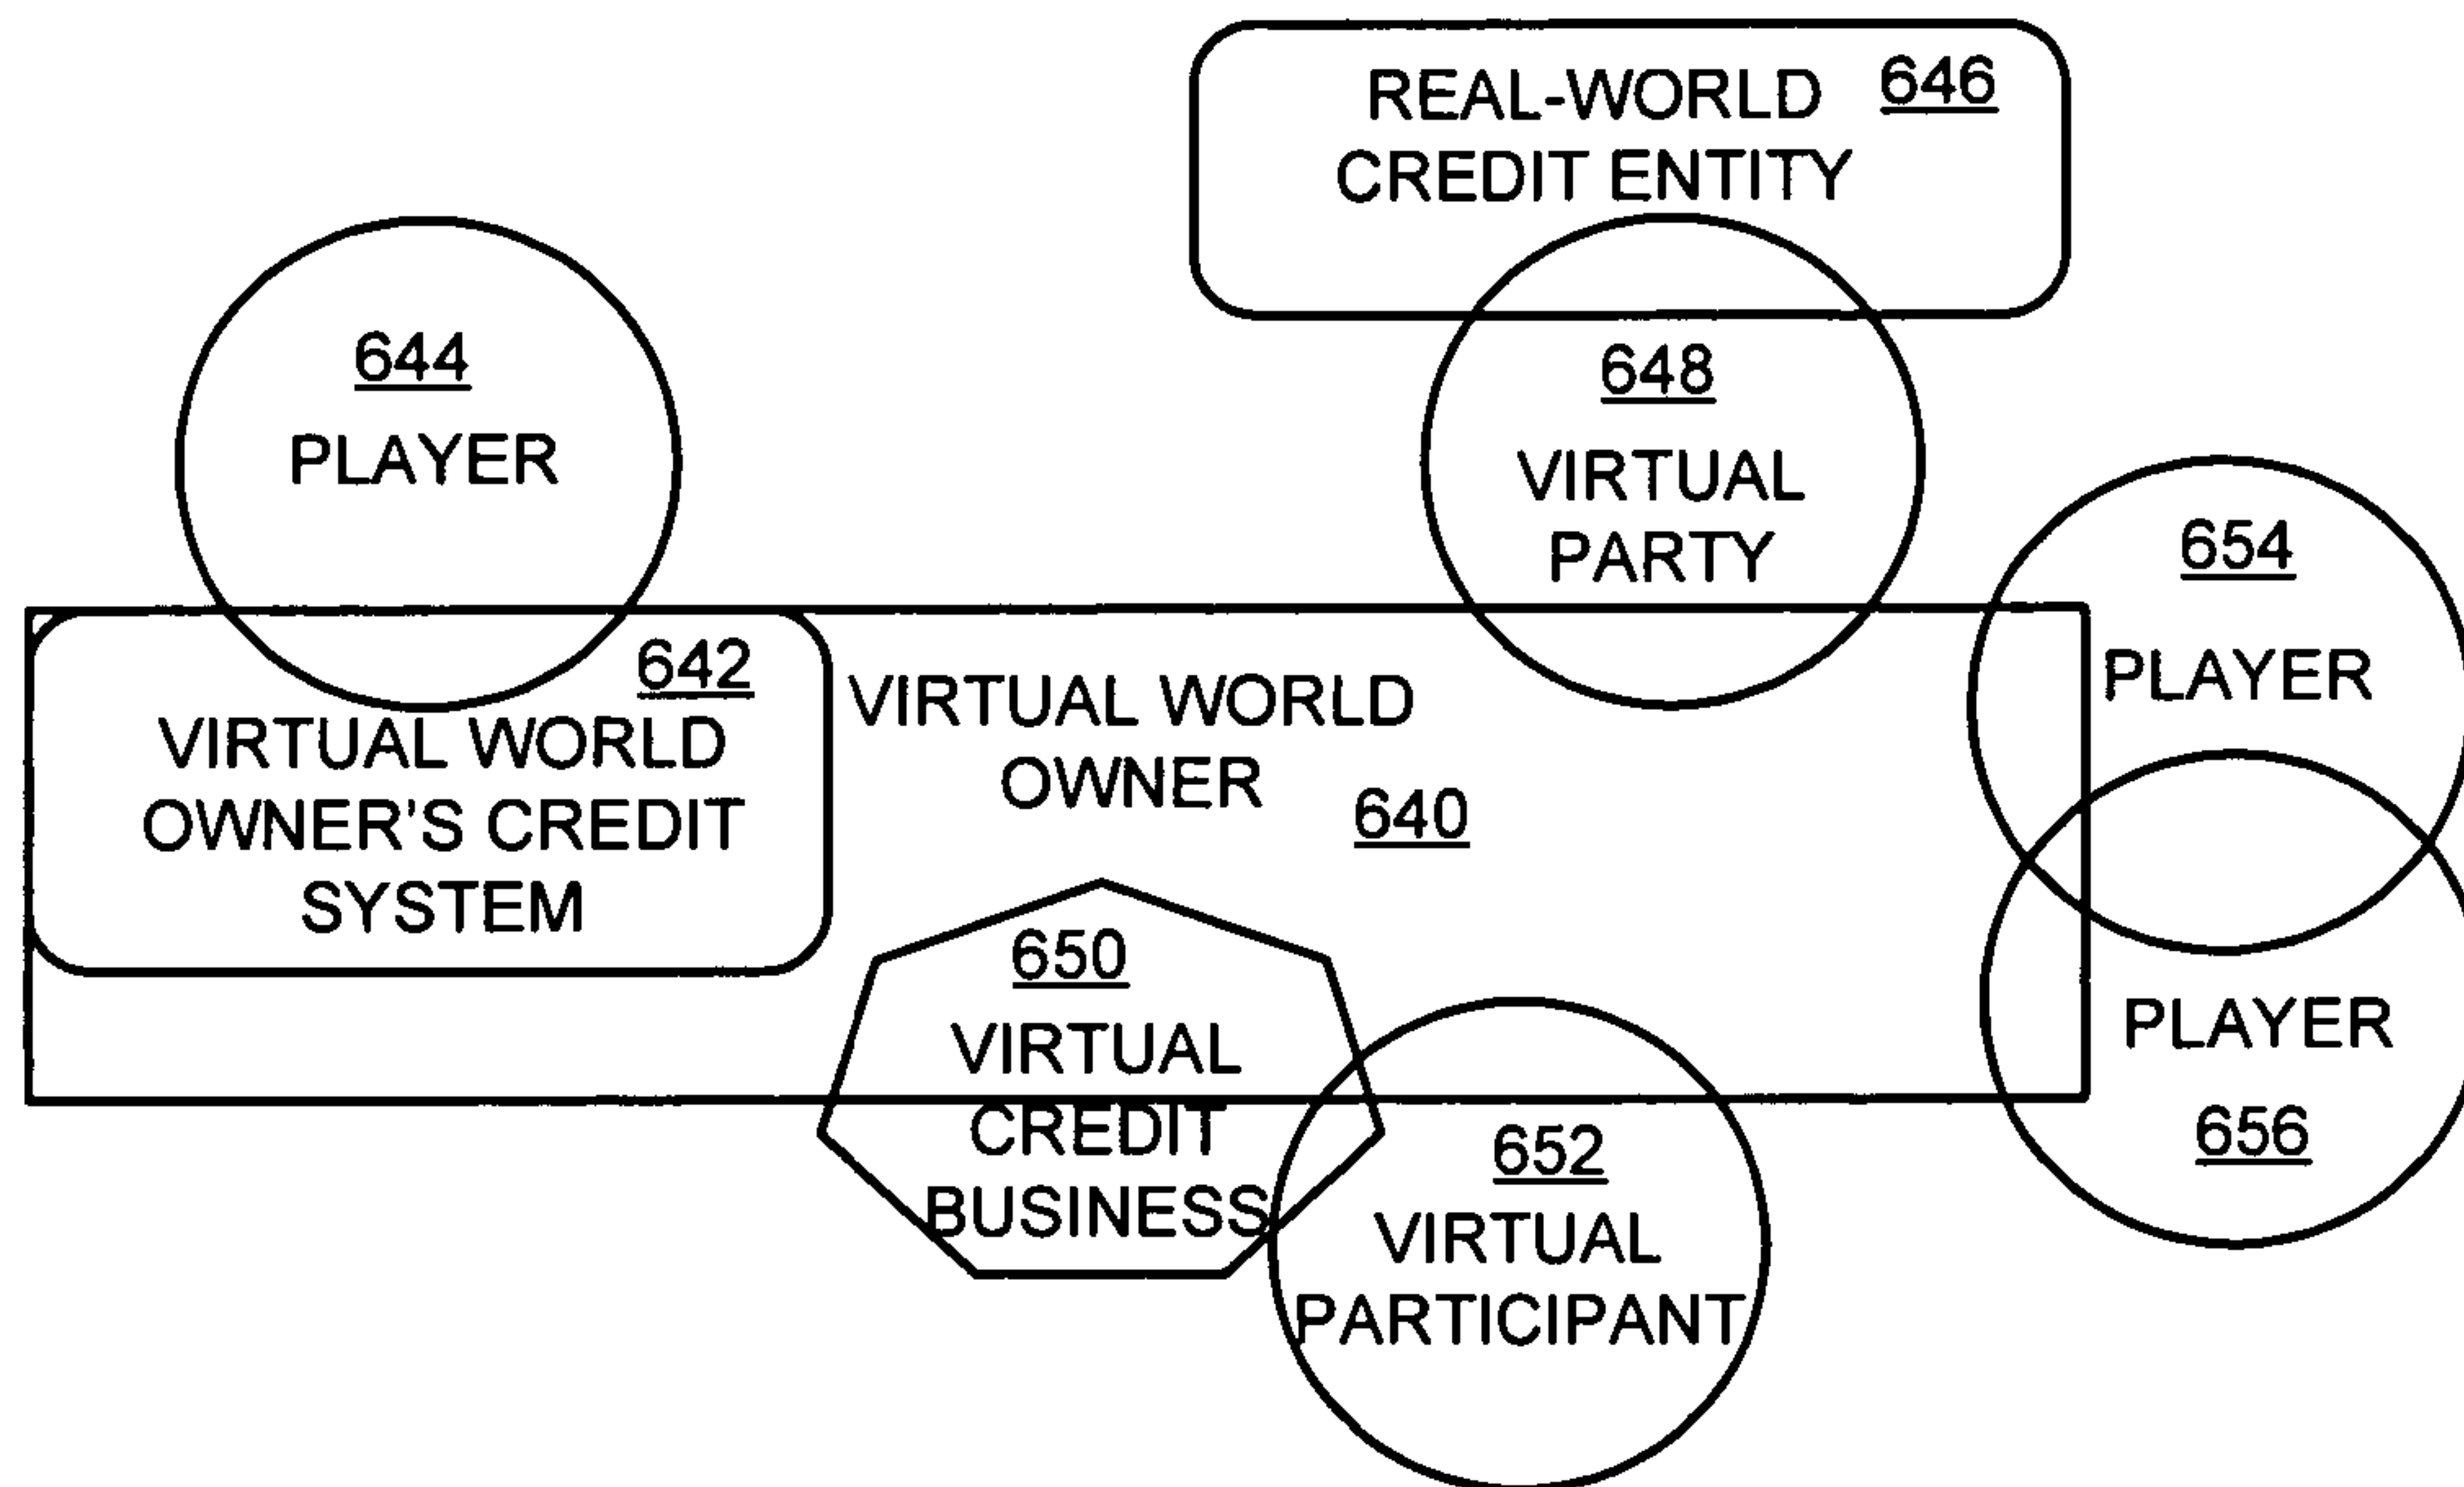 REAL-WORLD 646
CREDIT ENTITY
644
PLAYER
648
VIRTUAL
PARTY
654
PLAYER
642
VIRTUAL WORLD
OWNER'S CREDIT
SYSTEM
VIRTUAL WORLD
OWNER
640
650
VIRTUAL
CREDIT
BUSINESS
652
VIRTUAL
PARTICIPANT
PLAYER
656